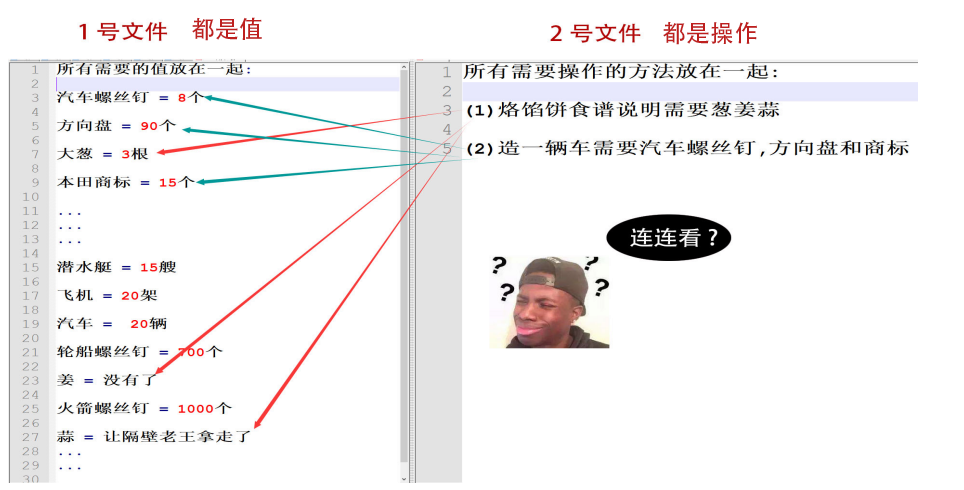 1 号文件 都是值
2 号文件 都是操作
1 所有需要的值放在一起:
2
3 汽车螺丝钉 = 8个
4
5 方向盘 = 90个
6
7 大葱 = 3根
8
9 本田商标 = 15个
10
11 ...
12 ...
13 ...
14
15 潜水艇 = 15艘
16
17 飞机 = 20架
18
19 汽车 = 20辆
20
21 轮船螺丝钉 = 700个
22
23 姜 = 没有了
24
25 火箭螺丝钉 = 1000个
26
27 蒜 = 让隔壁老王拿走了
28 ...
29 ...
30
1 所有需要操作的方法放在一起:
2
3 (1)烙馅饼食谱说明需要葱姜蒜
4
5 (2)造一辆车需要汽车螺丝钉,方向盘和商标
连连看?
? ?
? ?